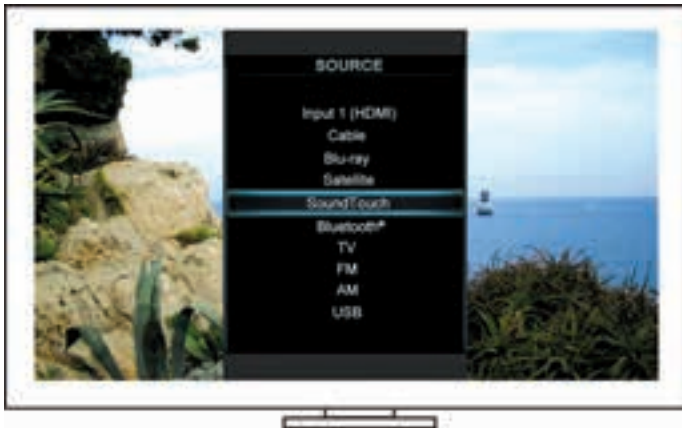 SOURCE
Input 1 (HDMI)
Cable
Blu-ray
Satellite
SoundTouch
Bluetooth®
TV
FM
AM
USB